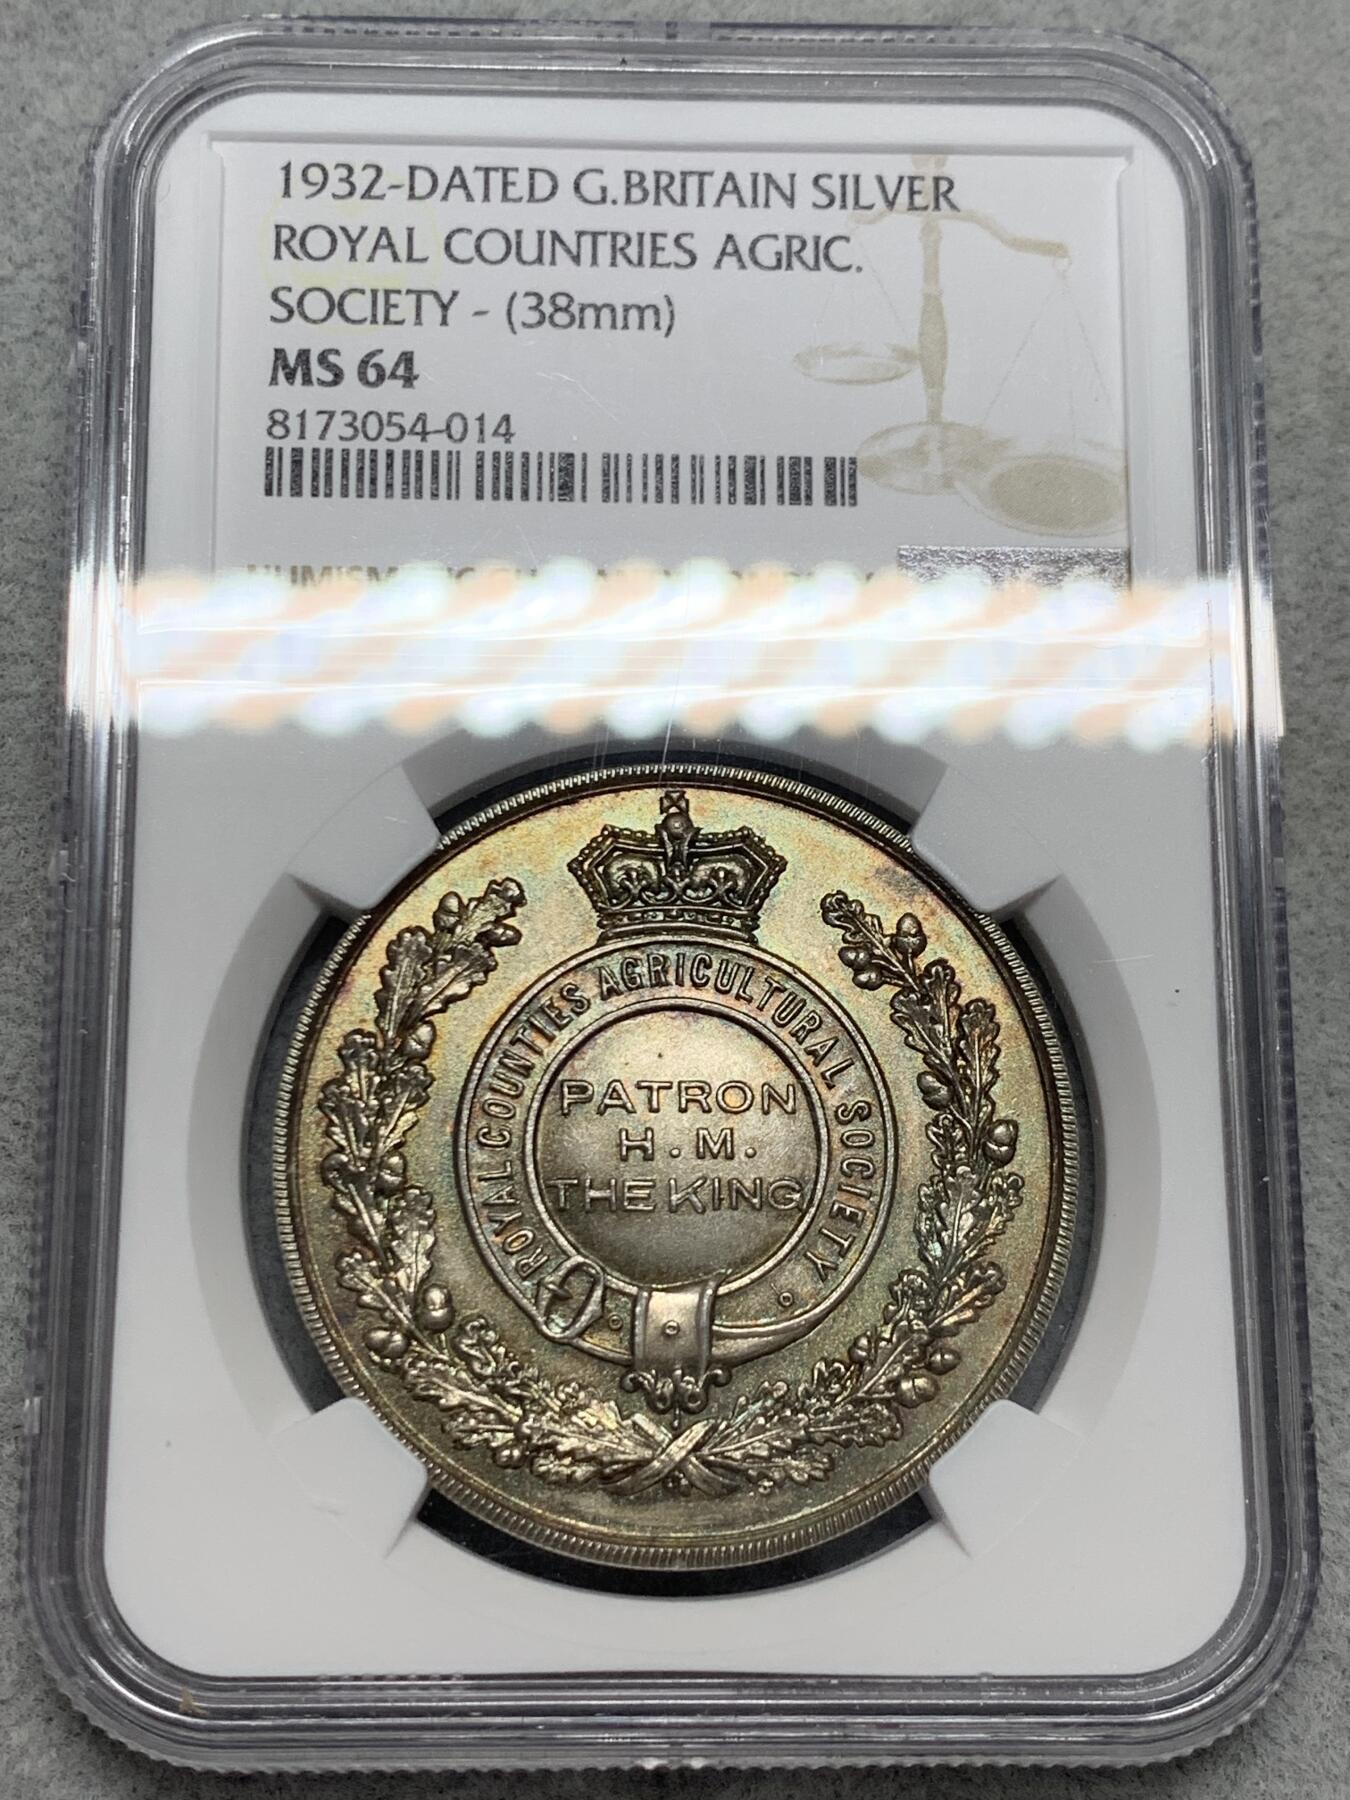 1932-DATED G.BRITAIN SILVER
ROYAL COUNTRIES AGRIC.
SOCIETY - (38mm)
MS 64
8173054-014
ROYAL COUNTIES AGRICULTURAL SOCIETY
PATRON
H.M.
THE KING